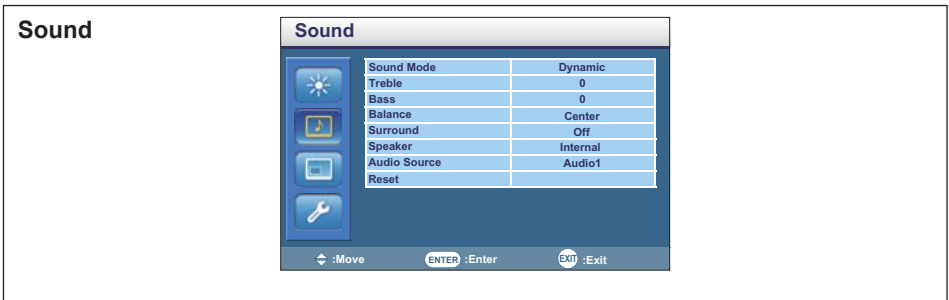 Sound
Sound
Sound Mode Dynamic
Treble 0
Bass 0
Balance Center
Surround Off
Speaker Internal
Audio Source Audio1
Reset
:Move ENTER :Enter EXIT :Exit